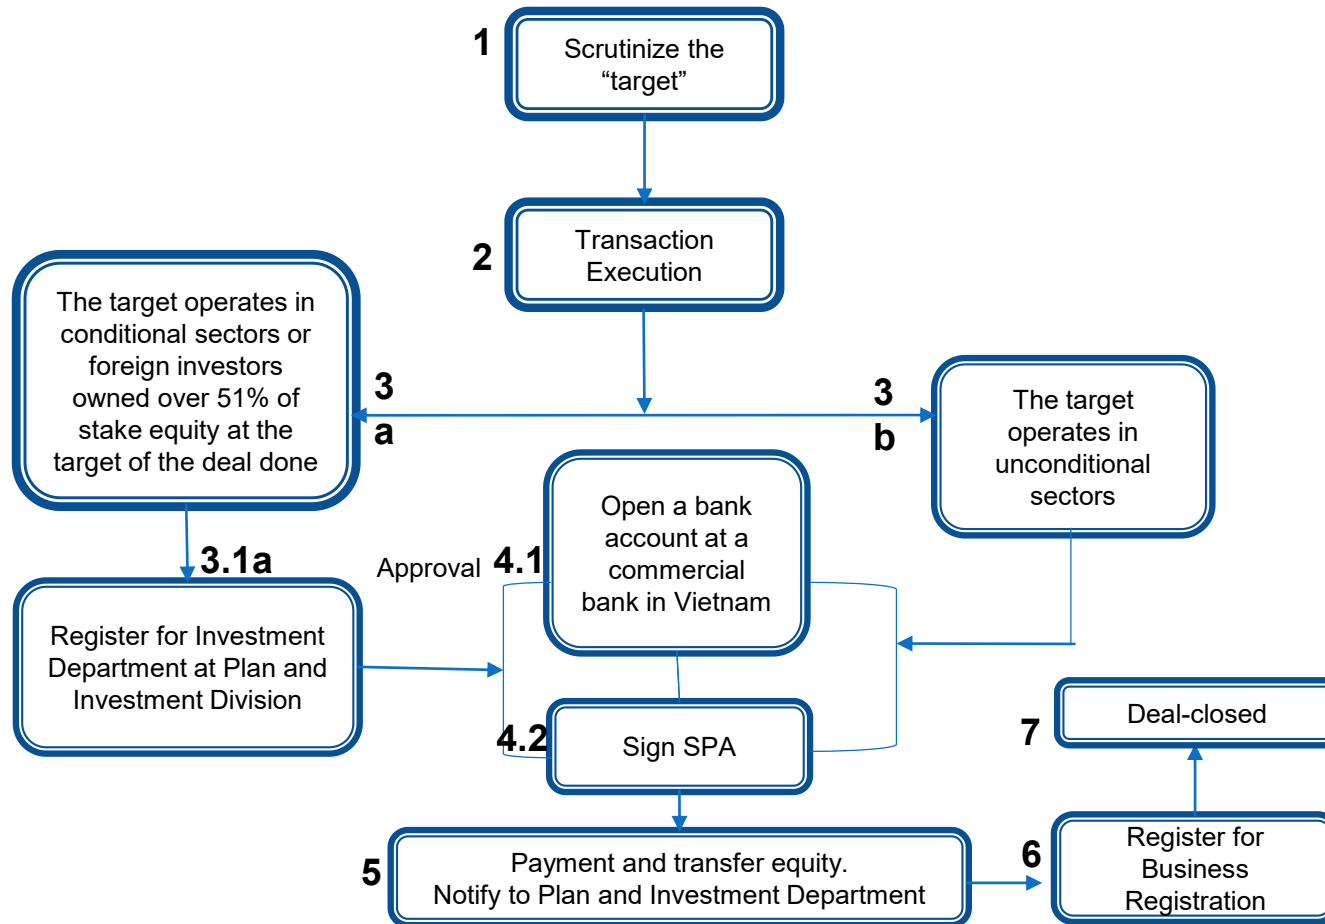 1
Scrutinize the
“target”
2
Transaction
Execution
The target operates in
conditional sectors or
foreign investors
owned over 51% of
stake equity at the
target of the deal done
3
a
3
b
The target
operates in
unconditional
sectors
3.1a
Approval
4.1
Open a bank
account at a
commercial
bank in Vietnam
Register for Investment
Department at Plan and
Investment Division
4.2
Sign SPA
7
Deal-closed
5
Payment and transfer equity.
Notify to Plan and Investment Department
6
Register for
Business
Registration